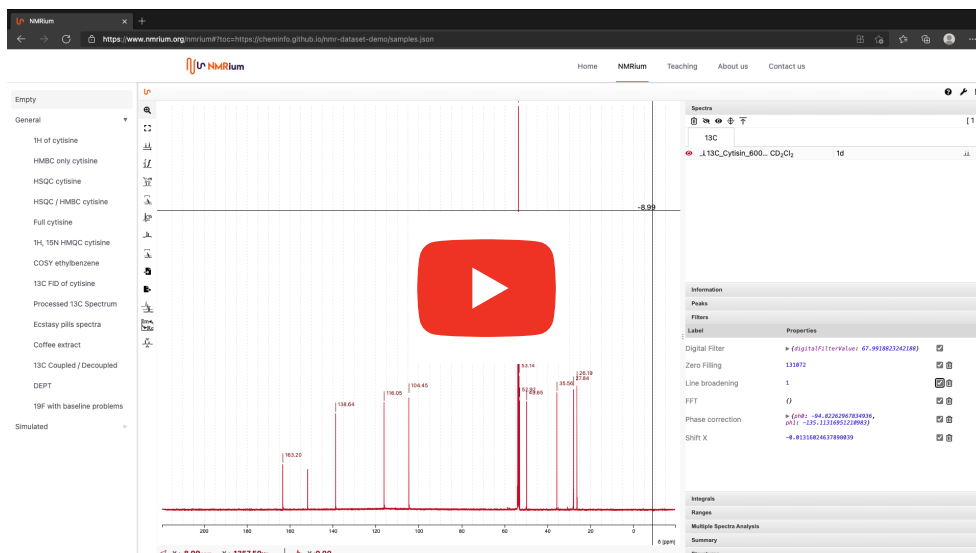 NMRium
https://www.nmrium.org/nmrium#?toc=https://cheminfo.github.io/nmr-dataset-demo/samples.json
NMRium
Home NMRium Teaching About us Contact us
Empty
General
1H of cytisine
HMBC only cytisine
HSQC cytisine
HSQC / HMBC cytisine
Full cytisine
1H, 15N HMQC cytisine
COSY ethylbenzene
13C FID of cytisine
Processed 13C Spectrum
Ecstasy pills spectra
Coffee extract
13C Coupled / Decoupled
DEPT
19F with baseline problems
Simulated
-8.99
163.20
138.64
116.05
104.45
53.14
49.65
35.56
26.19
27.84
200 180 160 140 120 100 80 60 40 20 0
δ (ppm)
Spectra
[ 1
13C
13C_Cytisin_600... CD2Cl2 1d
Information
Peaks
Filters
Label Properties
Digital Filter {digitalFilterValue: 67.9918823242188}
Zero Filling 131072
Line broadening 1
FFT {}
Phase correction {ph0: -94.82262967034936,
ph1: -135.11316951210983}
Shift X -0.01316024637898039
Integrals
Ranges
Multiple Spectra Analysis
Summary